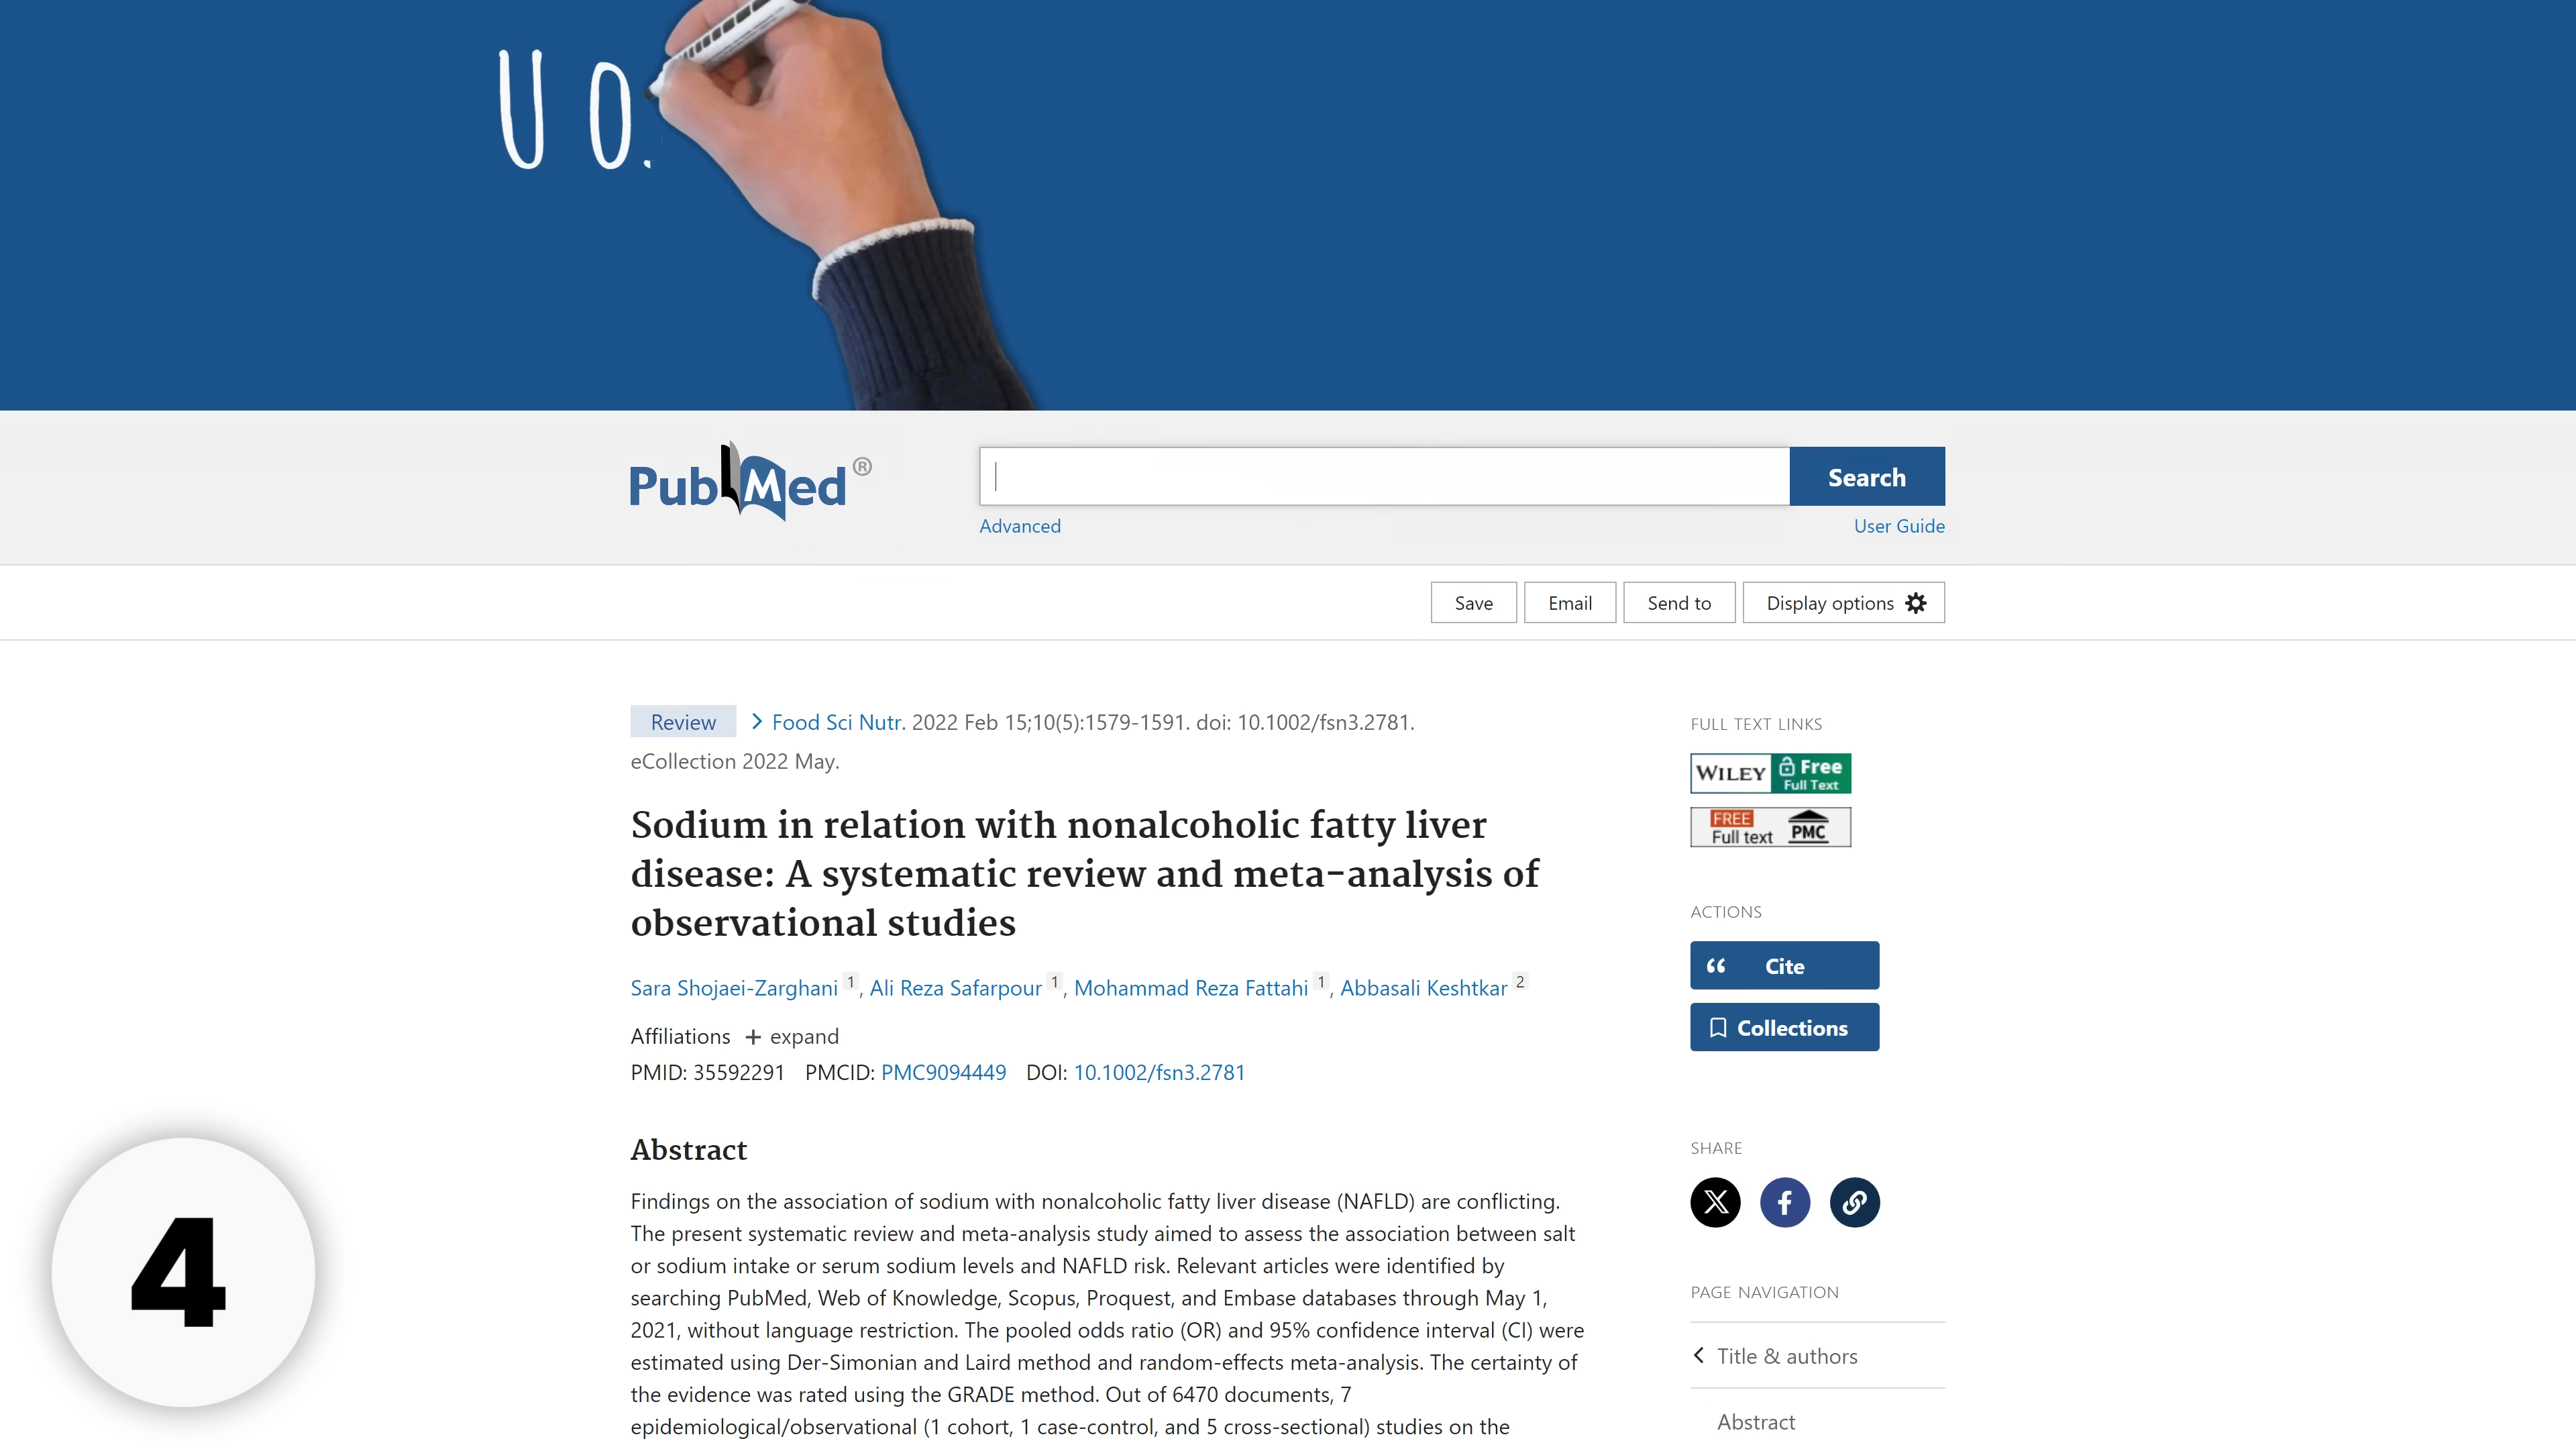 U O.
PubMed®
Search
Advanced
User Guide
Save
Email
Send to
Display options
Review
Food Sci Nutr. 2022 Feb 15;10(5):1579-1591. doi: 10.1002/fsn3.2781.
eCollection 2022 May.
Sodium in relation with nonalcoholic fatty liver
disease: A systematic review and meta-analysis of
observational studies
Sara Shojaei-Zarghani 1, Ali Reza Safarpour 1, Mohammad Reza Fattahi 1, Abbasali Keshtkar 2
Affiliations + expand
PMID: 35592291 PMCID: PMC9094449 DOI: 10.1002/fsn3.2781
Abstract
Findings on the association of sodium with nonalcoholic fatty liver disease (NAFLD) are conflicting.
The present systematic review and meta-analysis study aimed to assess the association between salt
or sodium intake or serum sodium levels and NAFLD risk. Relevant articles were identified by
searching PubMed, Web of Knowledge, Scopus, Proquest, and Embase databases through May 1,
2021, without language restriction. The pooled odds ratio (OR) and 95% confidence interval (CI) were
estimated using Der-Simonian and Laird method and random-effects meta-analysis. The certainty of
the evidence was rated using the GRADE method. Out of 6470 documents, 7
epidemiological/observational (1 cohort, 1 case-control, and 5 cross-sectional) studies on the
FULL TEXT LINKS
WILEY Free
Full Text
FREE
Full text PMC
ACTIONS
Cite
Collections
SHARE
PAGE NAVIGATION
Title & authors
Abstract
4